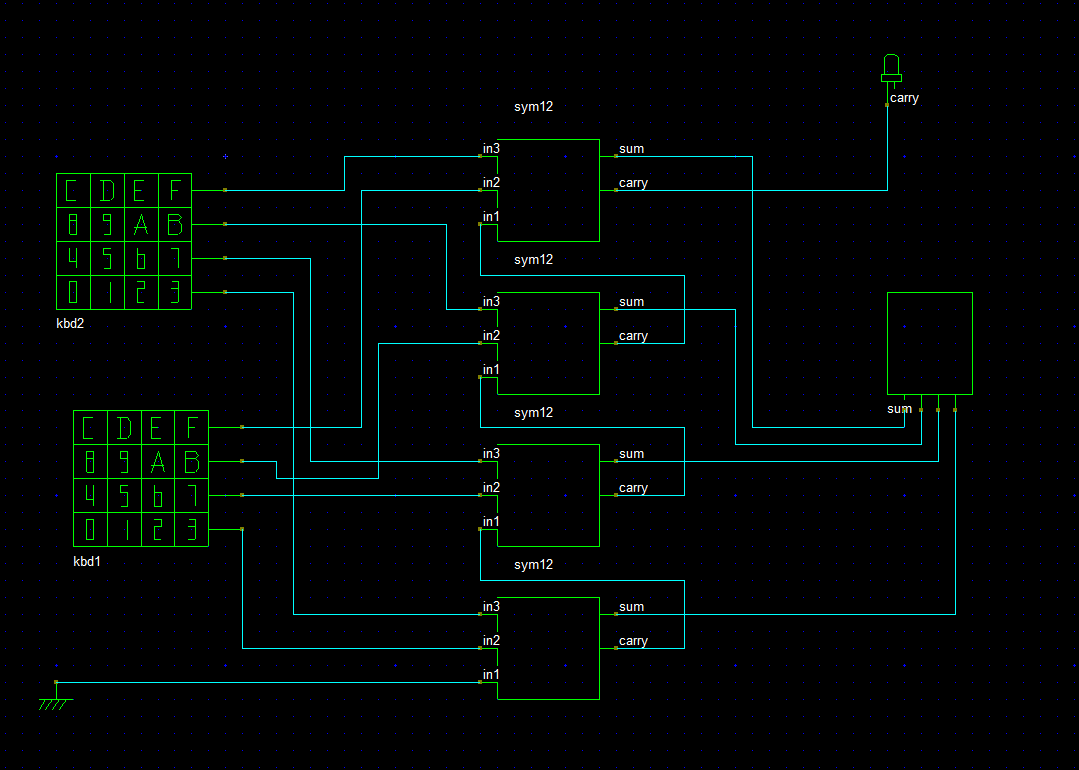 carry
sym12
in3 sum
in2 carry
in1
C D E F
8 9 A B
4 5 6 7
0 1 2 3
kbd2
sym12
in3 sum
in2 carry
in1
sum
sym12
C D E F
8 9 A B
4 5 6 7
0 1 2 3
kbd1
in3 sum
in2 carry
in1
sym12
in3 sum
in2 carry
in1